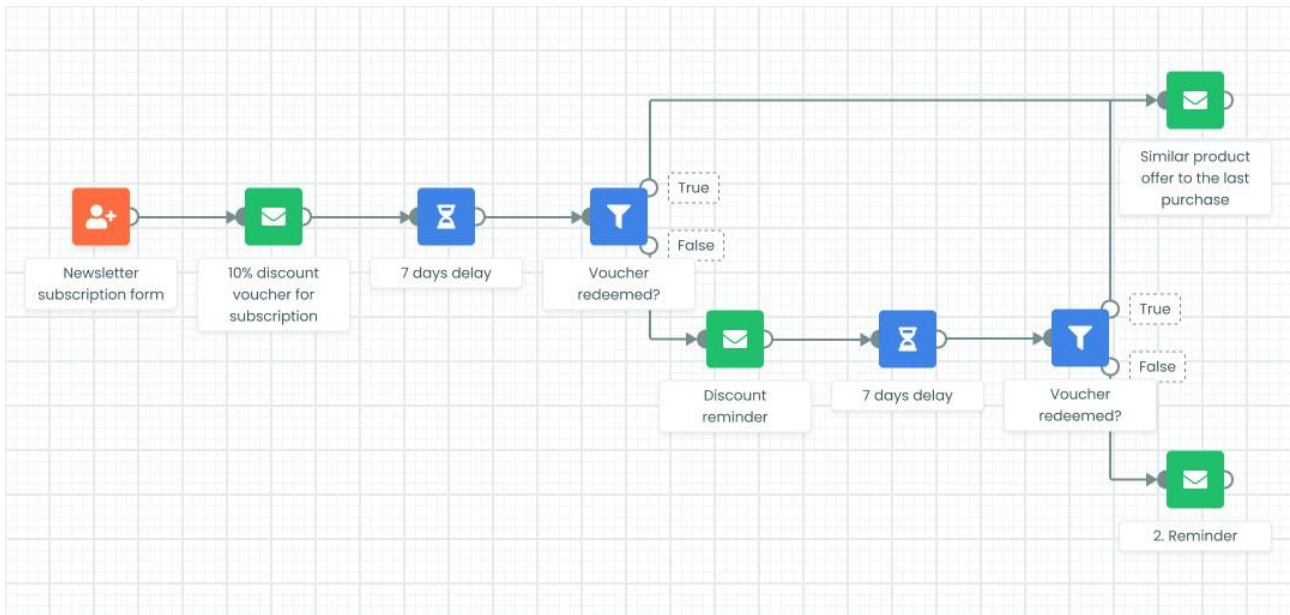 Similar product
offer to the last
purchase
True
False
Newsletter
subscription form
10% discount
voucher for
subscription
7 days delay
Voucher
redeemed?
True
False
Discount
reminder
7 days delay
Voucher
redeemed?
2. Reminder